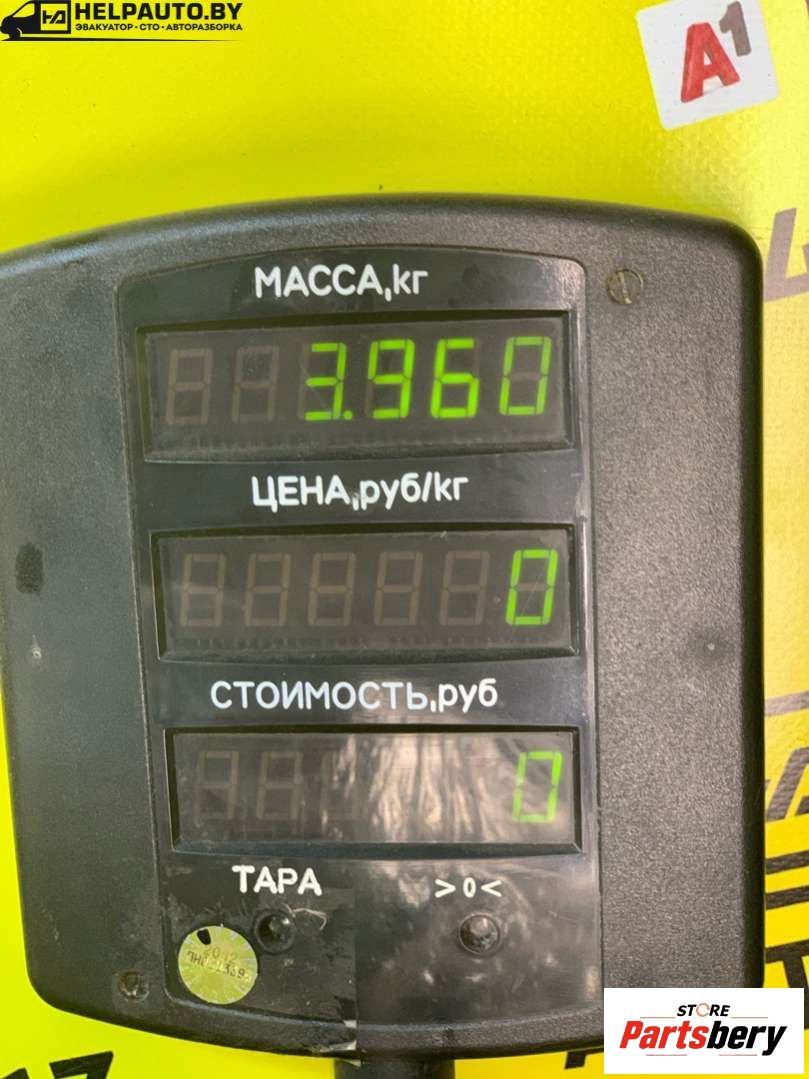 HELPAUTO.BY
ЭВАКУАТОР•СТО•АВТОРАЗБОРКА
A1
МАССА,кг
3.960
ЦЕНА,руб/кг
0
СТОИМОСТЬ,руб
0
ТАРА >0<
STORE
Partsbery